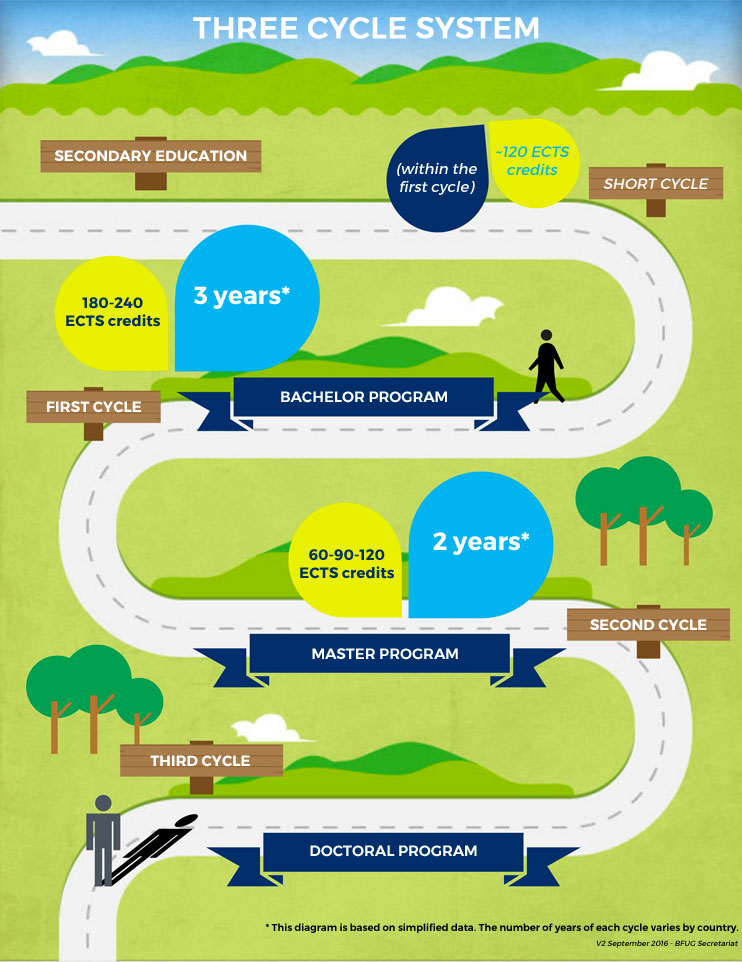 THREE CYCLE SYSTEM
SECONDARY EDUCATION
(within the
first cycle)
~120 ECTS
credits
SHORT CYCLE
180-240
ECTS credits
3 years*
FIRST CYCLE
BACHELOR PROGRAM
60-90-120
ECTS credits
2 years*
SECOND CYCLE
MASTER PROGRAM
THIRD CYCLE
DOCTORAL PROGRAM
* This diagram is based on simplified data. The number of years of each cycle varies by country.
V2 September 2016 - BFUG Secretariat